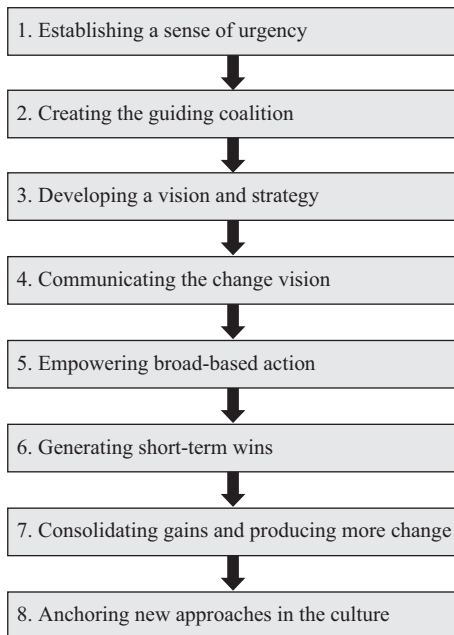 1. Establishing a sense of urgency
2. Creating the guiding coalition
3. Developing a vision and strategy
4. Communicating the change vision
5. Empowering broad-based action
6. Generating short-term wins
7. Consolidating gains and producing more change
8. Anchoring new approaches in the culture